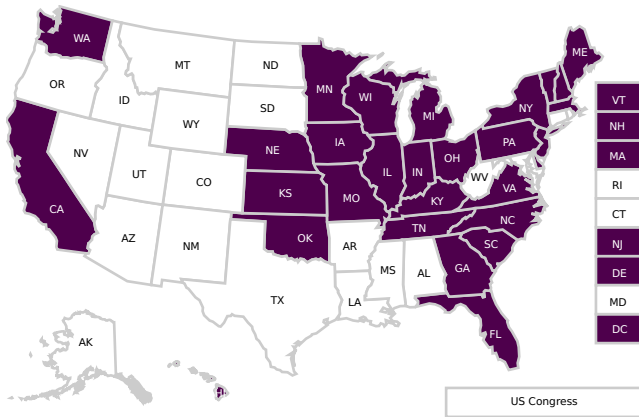 WA
ME
MT
ND
OR
MN
ID
WI
SD
NY
VT
WY
MI
NH
IA
PA
NE
MA
NV
OH
IL
IN
UT
WV
RI
CO
VA
KS
MO
KY
CA
CT
NC
TN
OK
AZ
AR
NJ
NM
SC
GA
MS
AL
DE
TX
LA
MD
DC
FL
AK
HI
US Congress